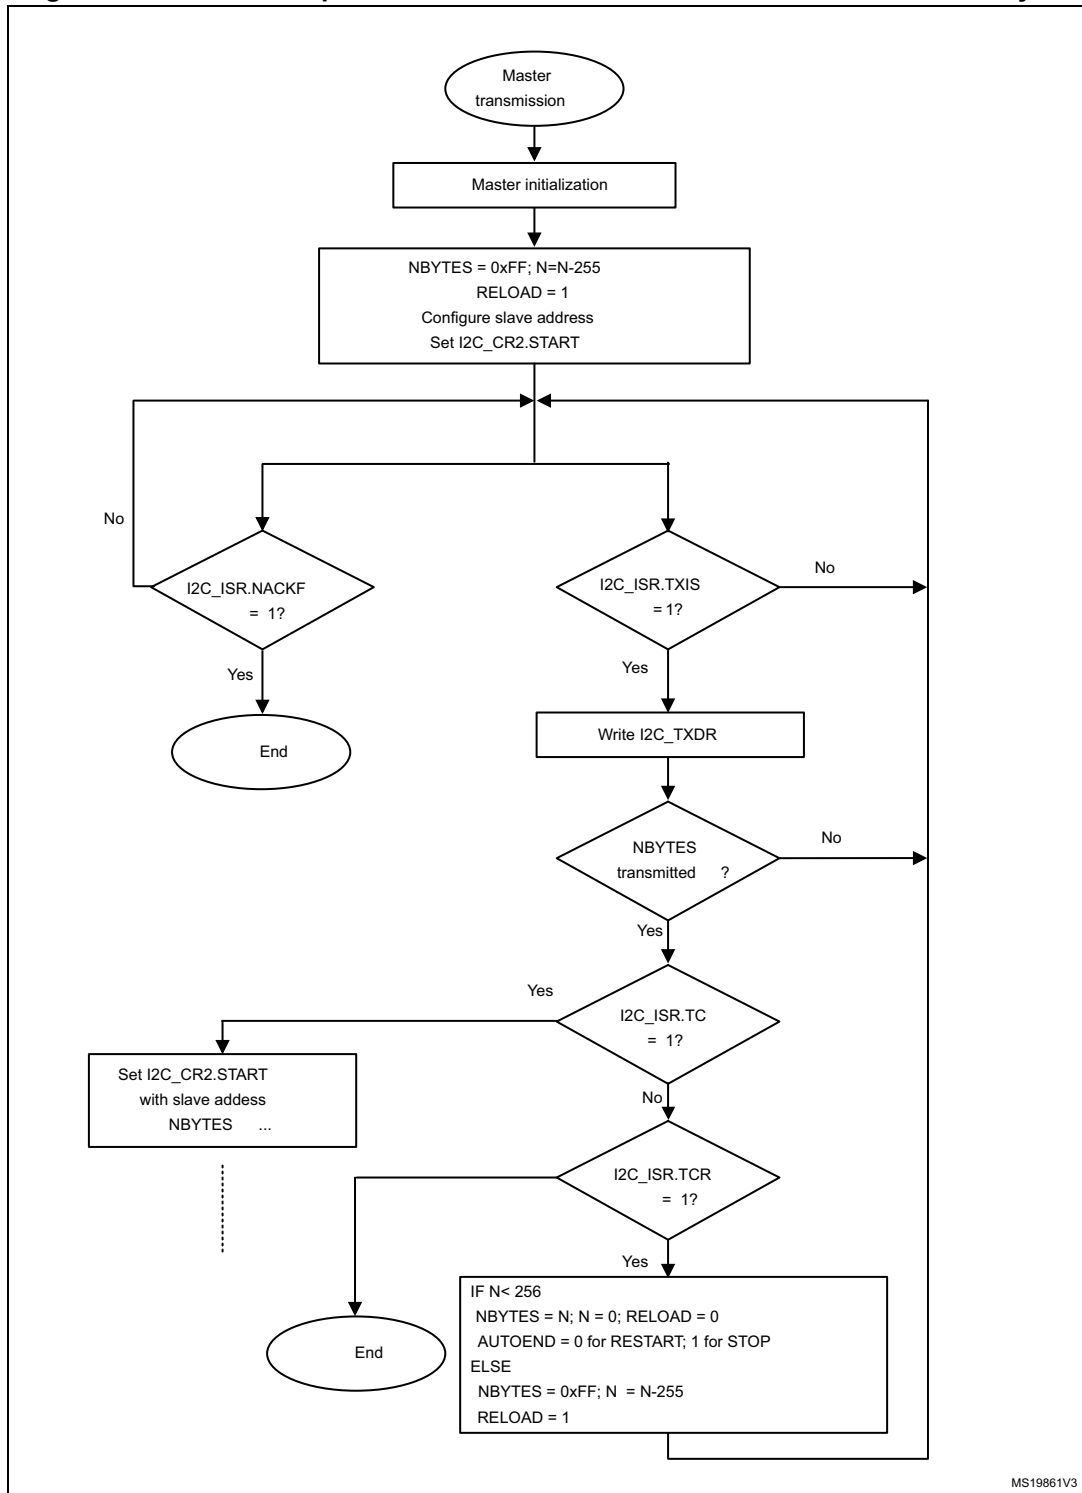 Master
transmission
Master initialization
NBYTES = 0xFF; N=N-255
RELOAD = 1
Configure slave address
Set I2C_CR2.START
No
I2C_ISR.NACKF
= 1?
I2C_ISR.TXIS
=1?
No
Yes
Yes
Write I2C_TXDR
End
NBYTES
transmitted ?
No
Yes
Yes
I2C_ISR.TC
= 1?
Set I2C_CR2.START
with slave addess
NBYTES ...
No
I2C_ISR.TCR
= 1?
Yes
IF N< 256
NBYTES = N; N = 0; RELOAD = 0
AUTOEND = 0 for RESTART; 1 for STOP
ELSE
NBYTES = 0xFF; N = N-255
RELOAD = 1
End
MS19861V3